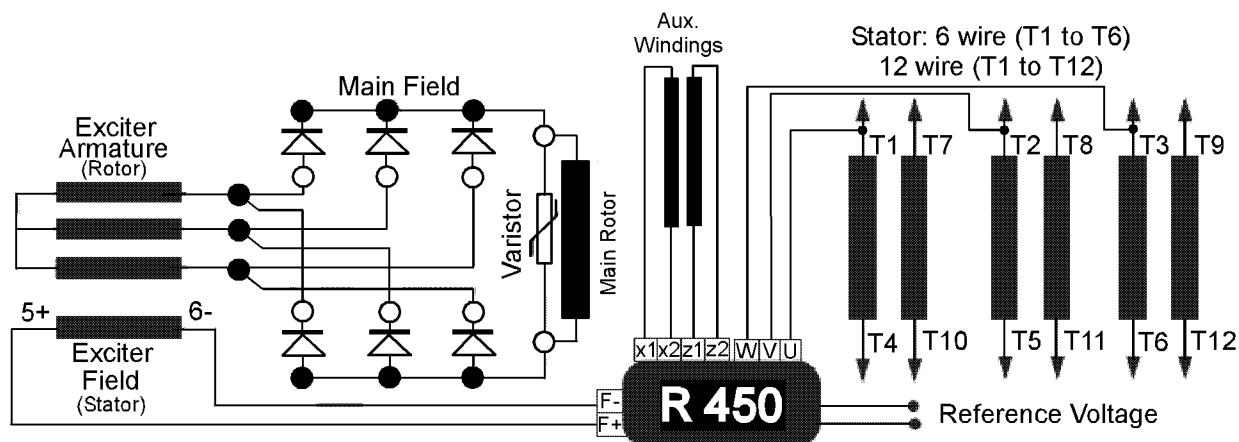 Aux.
Windings
Stator: 6 wire (T1 to T6)
12 wire (T1 to T12)
Main Field
Exciter
Armature
(Rotor)
T1 T7 T2 T8 T3 T9
Varistor
Main Rotor
5+ 6-
Exciter
Field
(Stator)
x1 x2 z1 z2 W V U
T4 T10 T5 T11 T6 T12
F-
F+
R 450
Reference Voltage